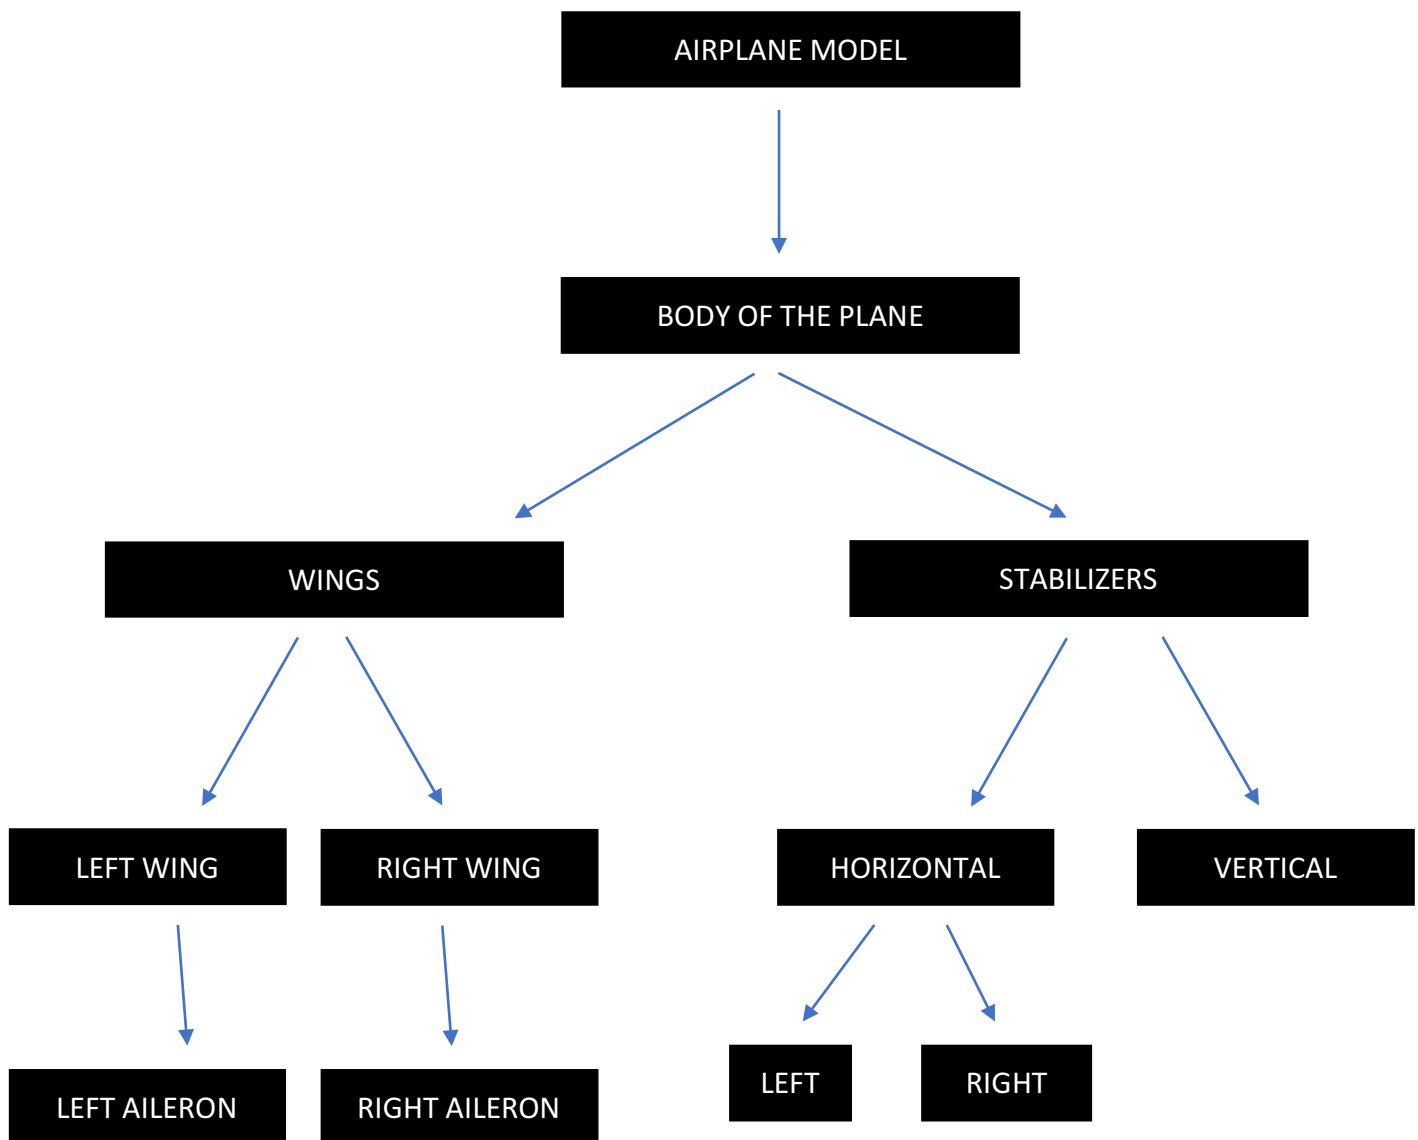 AIRPLANE MODEL
BODY OF THE PLANE
WINGS
STABILIZERS
LEFT WING
RIGHT WING
HORIZONTAL
VERTICAL
LEFT
RIGHT
LEFT AILERON
RIGHT AILERON